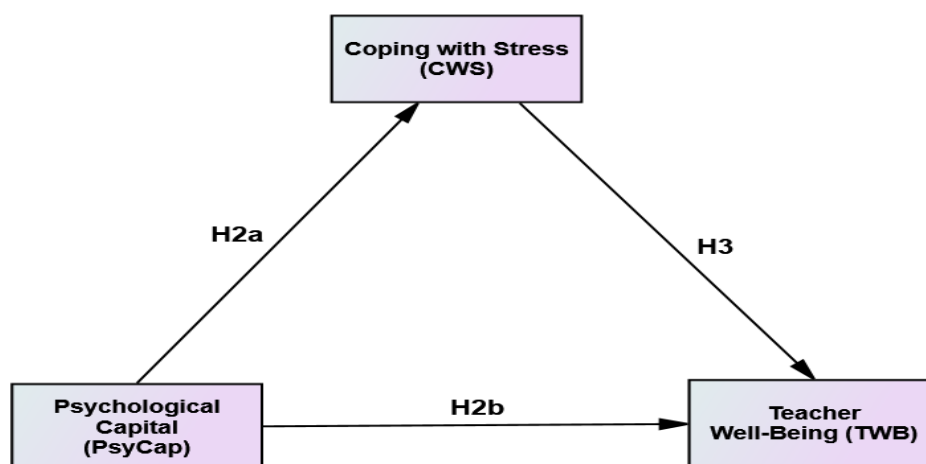 Coping with Stress
(CWS)
H2a
H3
H2b
Psychological
Capital
(PsyCap)
Teacher
Well-Being (TWB)